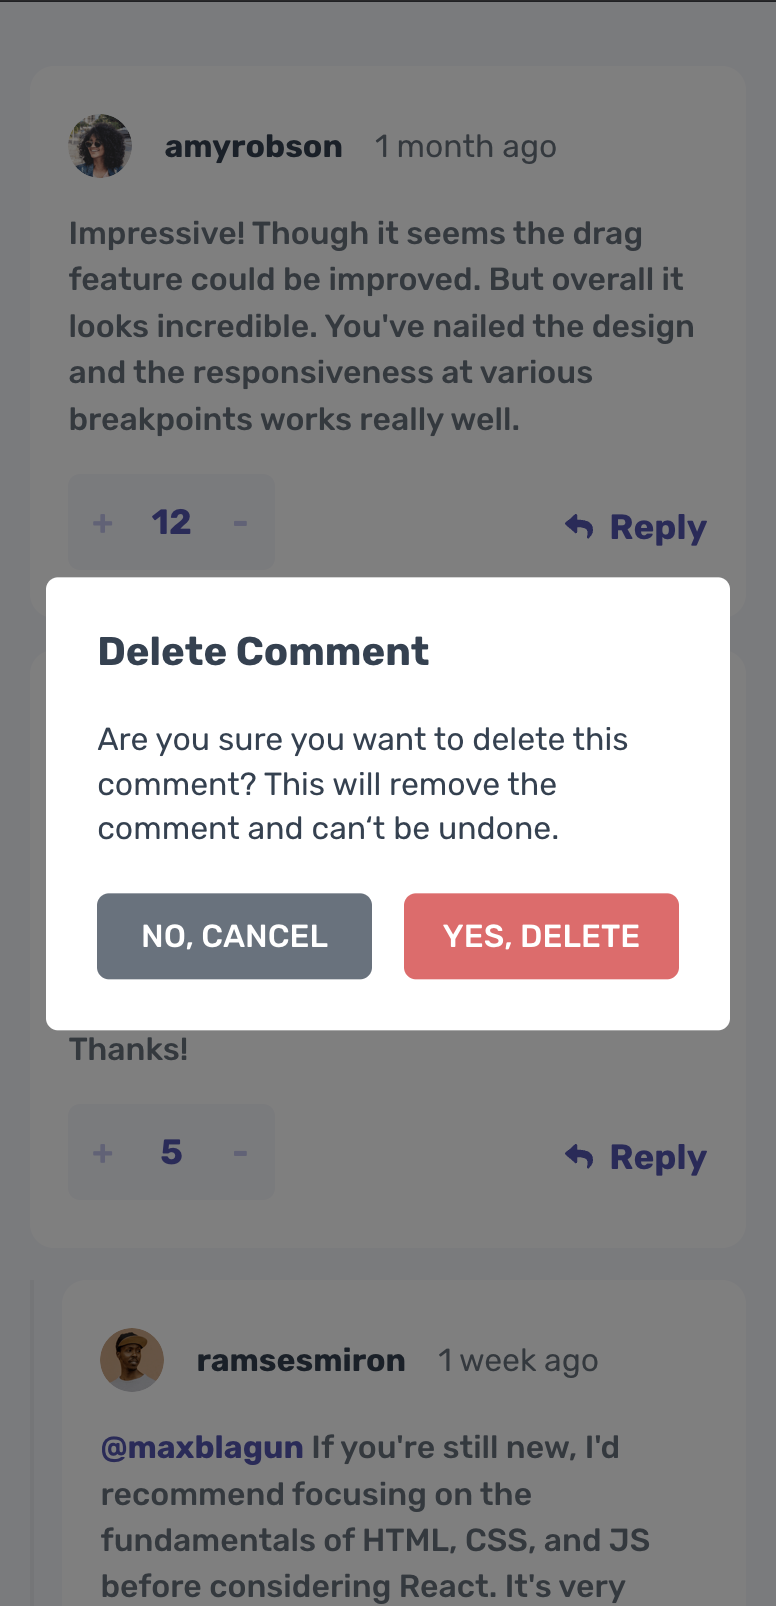 amyrobson 1 month ago
Impressive! Though it seems the drag
feature could be improved. But overall it
looks incredible. You've nailed the design
and the responsiveness at various
breakpoints works really well.
+ 12 - Reply
Delete Comment
Are you sure you want to delete this
comment? This will remove the
comment and can‘t be undone.
NO, CANCEL YES, DELETE
Thanks!
+ 5 - Reply
ramsesmiron 1 week ago
@maxblagun If you're still new, I'd
recommend focusing on the
fundamentals of HTML, CSS, and JS
before considering React. It's very